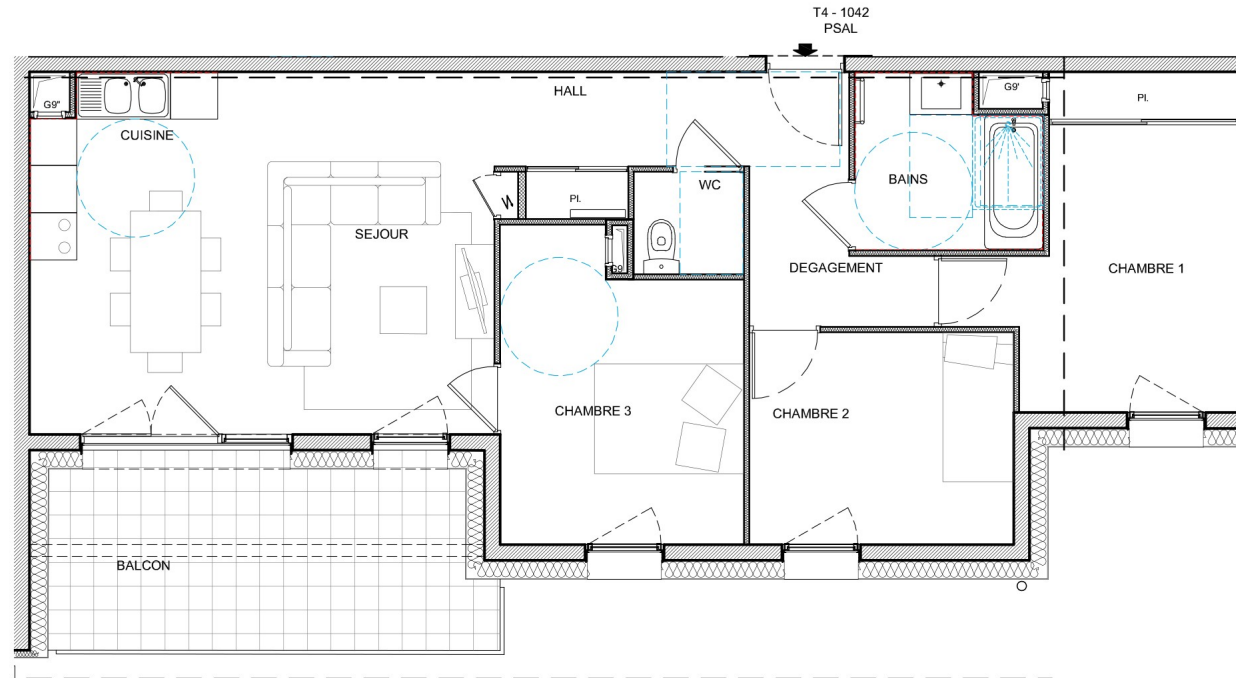 T4 - 1042
PSAL
HALL
G9"
CUISINE
G9'
Pl.
WC
BAINS
Pl.
SEJOUR
G9
DEGAGEMENT
CHAMBRE 1
CHAMBRE 3
CHAMBRE 2
BALCON